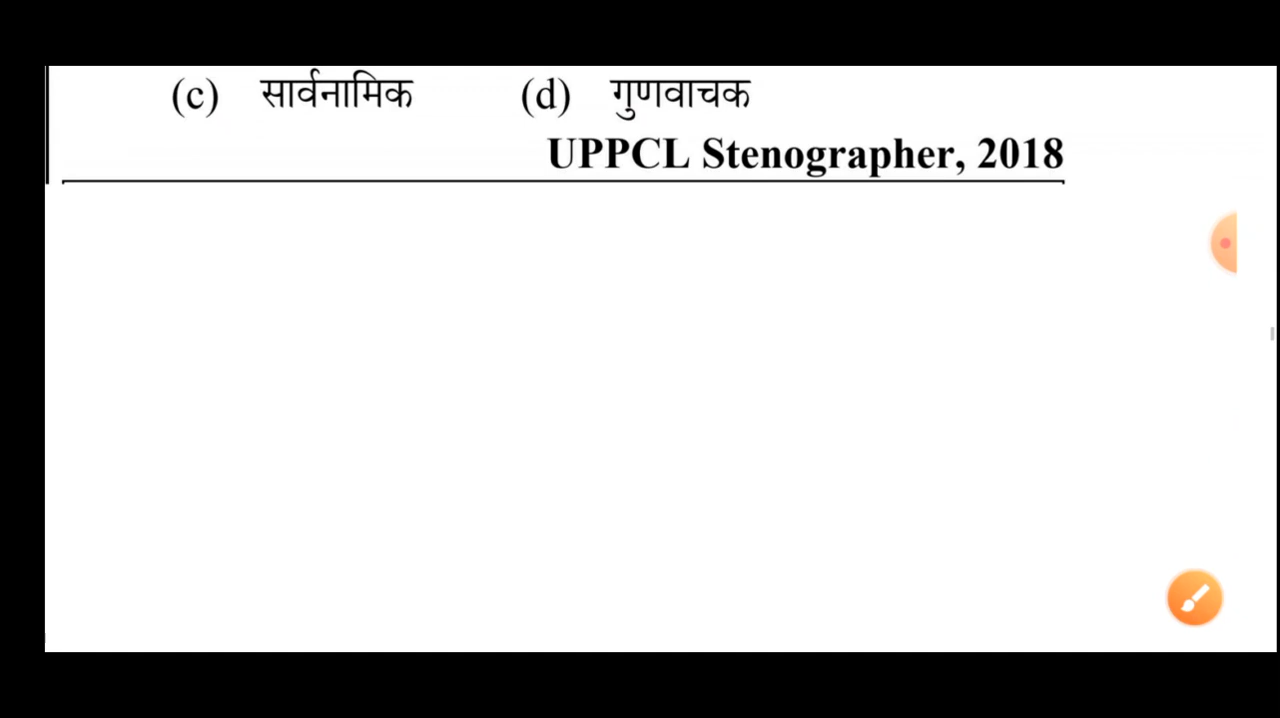 (c) सार्वनामिक (d) गुणवाचक
UPPCL Stenographer, 2018